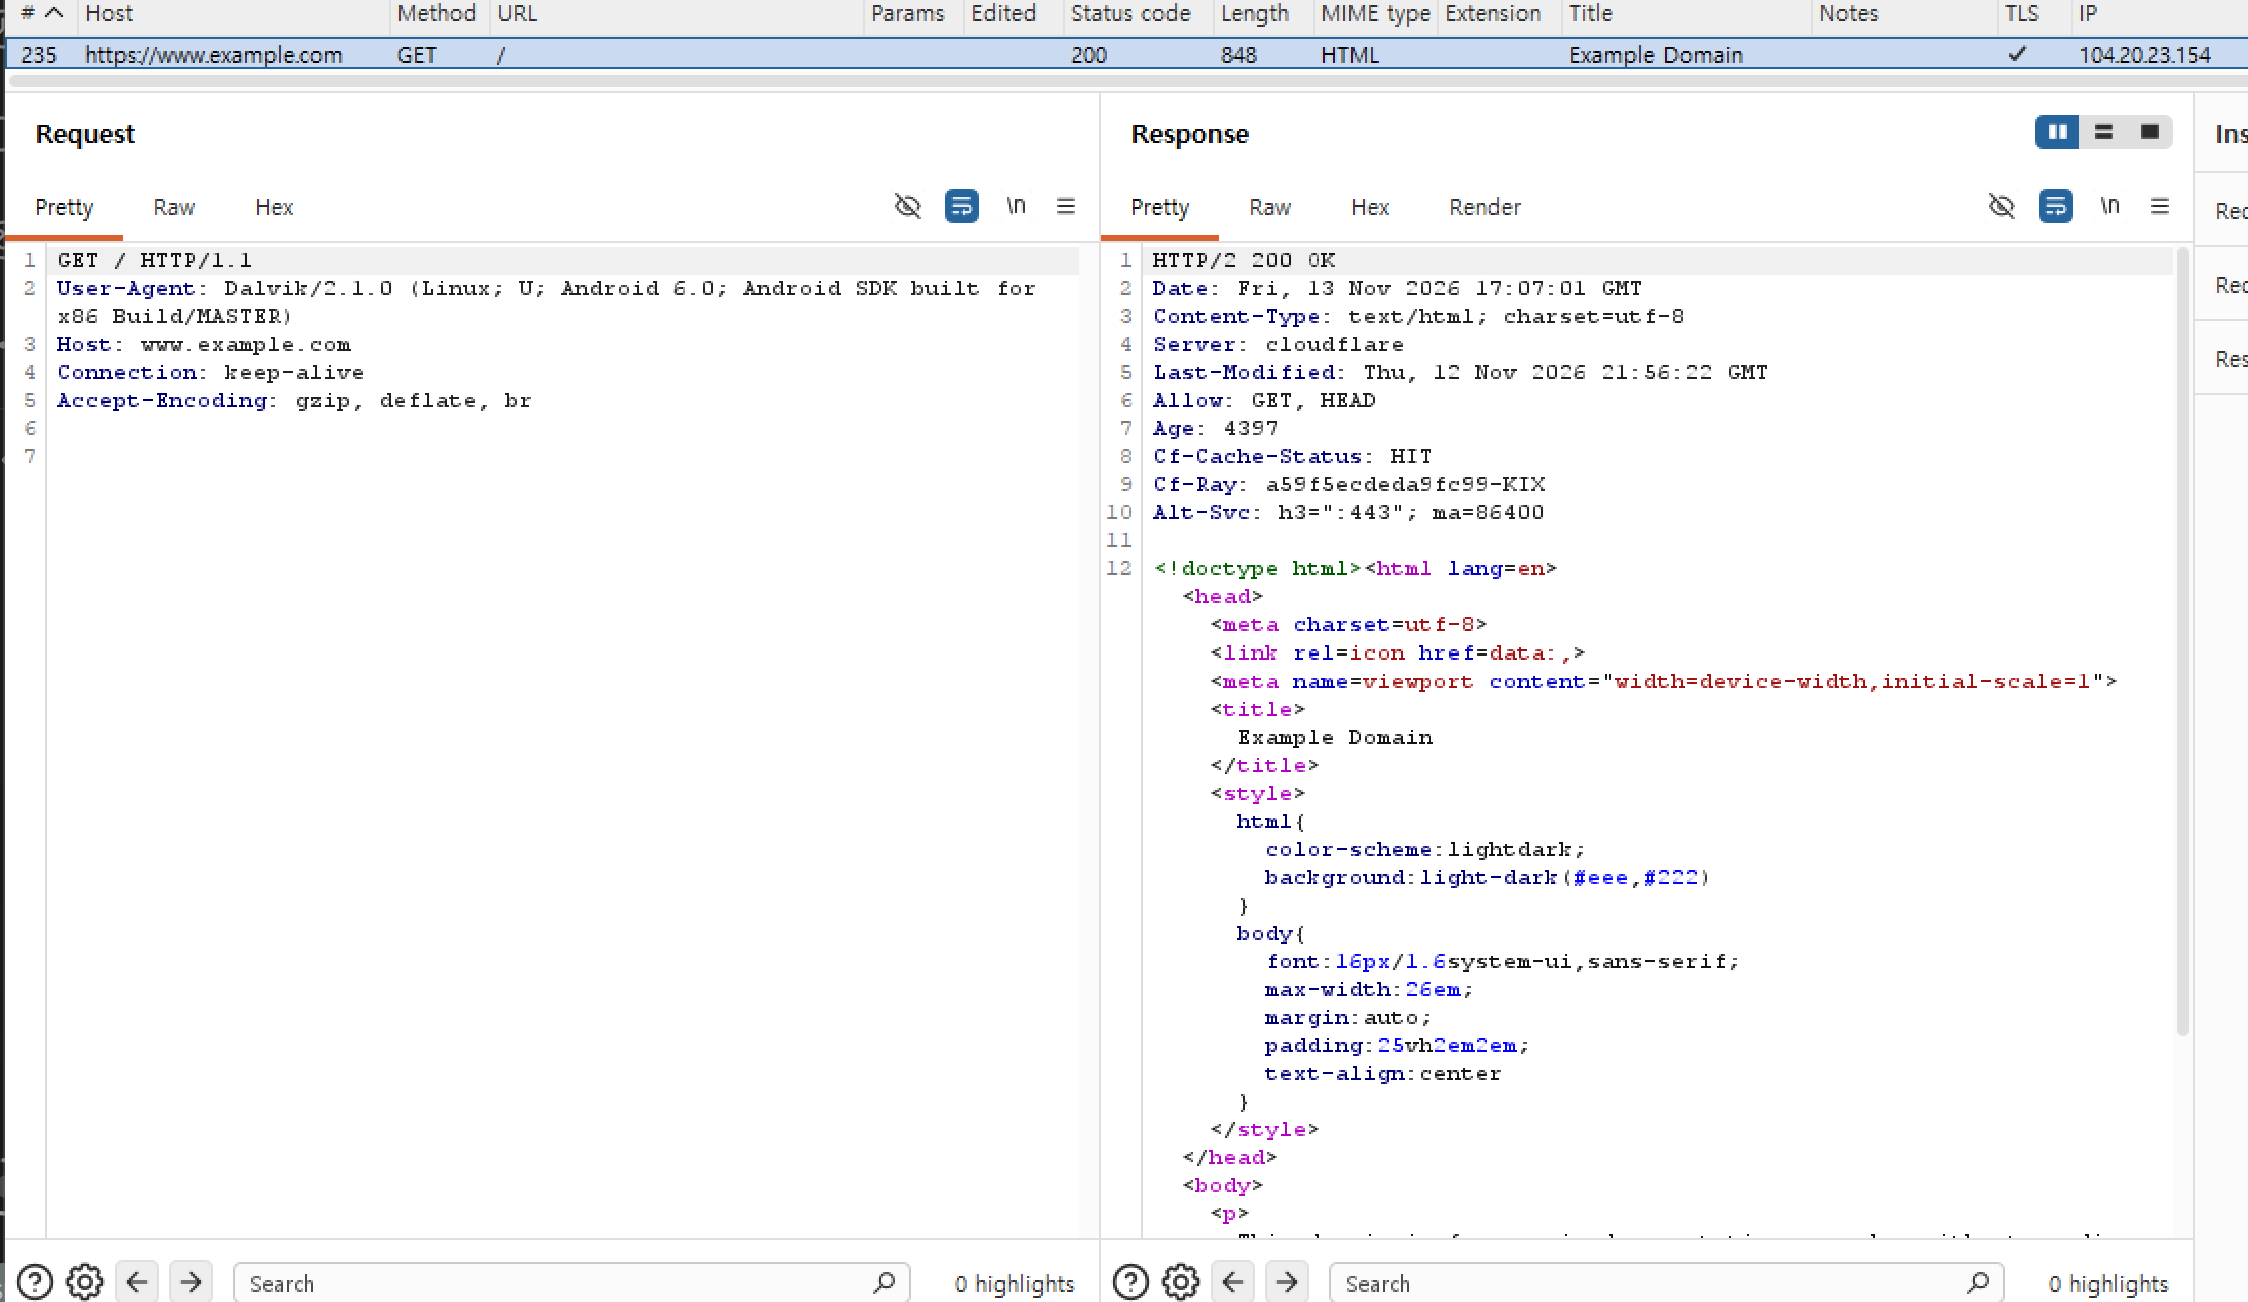 # Host Method URL Params Edited Status code Length MIME type Extension Title Notes TLS IP
235 https://www.example.com GET / 200 848 HTML Example Domain ✓ 104.20.23.154
Request
Pretty Raw Hex \n
1 GET / HTTP/1.1
2 User-Agent: Dalvik/2.1.0 (Linux; U; Android 6.0; Android SDK built for
x86 Build/MASTER)
3 Host: www.example.com
4 Connection: keep-alive
5 Accept-Encoding: gzip, deflate, br
6
7
Search 0 highlights
Response
Pretty Raw Hex Render \n
1 HTTP/2 200 OK
2 Date: Fri, 13 Nov 2026 17:07:01 GMT
3 Content-Type: text/html; charset=utf-8
4 Server: cloudflare
5 Last-Modified: Thu, 12 Nov 2026 21:56:22 GMT
6 Allow: GET, HEAD
7 Age: 4397
8 Cf-Cache-Status: HIT
9 Cf-Ray: a59f5ecdeda9fc99-KIX
10 Alt-Svc: h3=":443"; ma=86400
11
12 <!doctype html><html lang=en>
<head>
<meta charset=utf-8>
<link rel=icon href=data:,>
<meta name=viewport content="width=device-width,initial-scale=1">
<title>
Example Domain
</title>
<style>
html{
color-scheme:lightdark;
background:light-dark(#eee,#222)
}
body{
font:16px/1.6system-ui,sans-serif;
max-width:26em;
margin:auto;
padding:25vh2em2em;
text-align:center
}
</style>
</head>
<body>
<p>
Search 0 highlights
Ins
Rec
Rec
Res